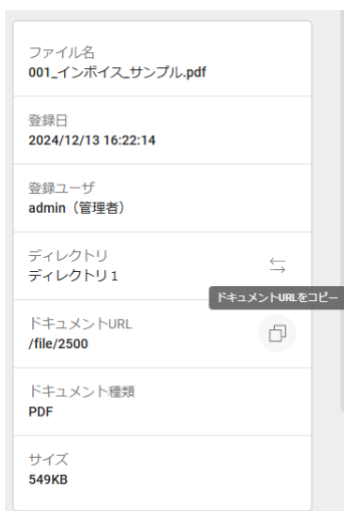 ファイル名
001_インボイス_サンプル.pdf
登録日
2024/12/13 16:22:14
登録ユーザ
admin（管理者）
ディレクトリ
ディレクトリ1
ドキュメントURLをコピー
ドキュメントURL
/file/2500
ドキュメント種類
PDF
サイズ
549KB